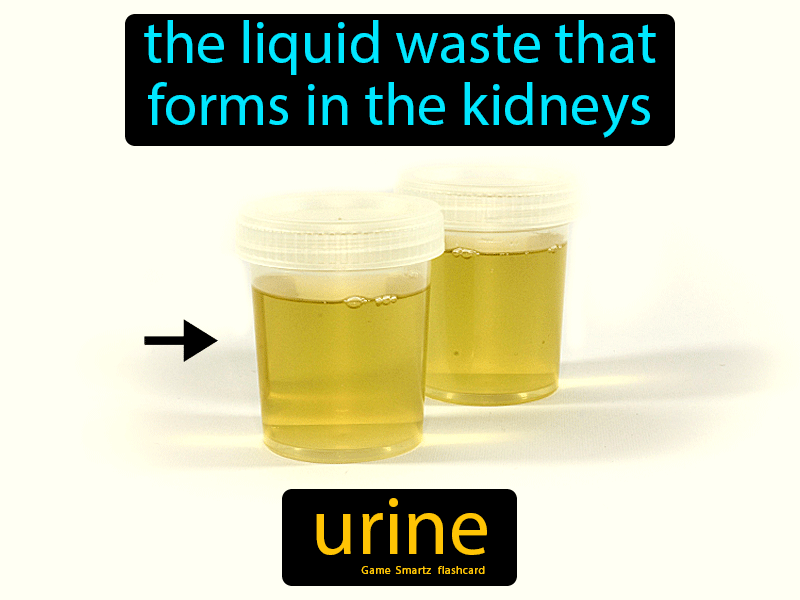 the liquid waste that
forms in the kidneys
urine
Game Smartz flashcard